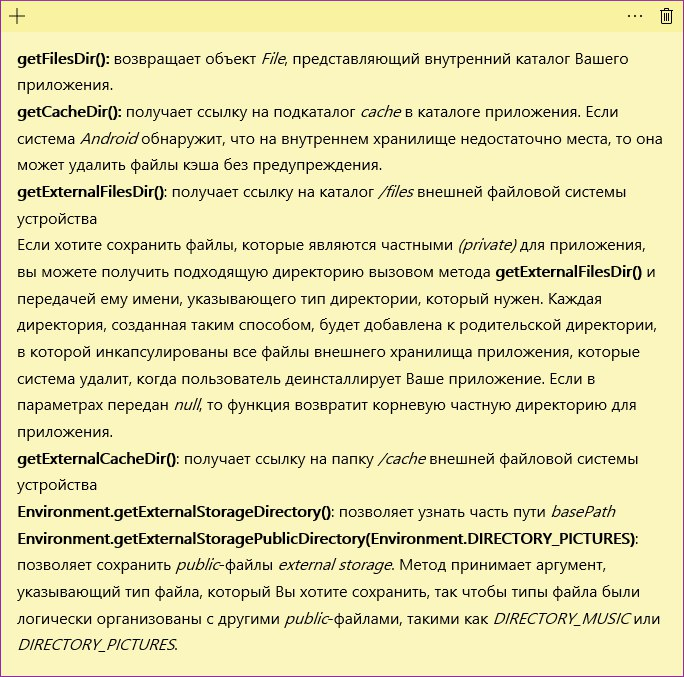 getFilesDir(): возвращает объект File, представляющий внутренний каталог Вашего
приложения.
getCacheDir(): получает ссылку на подкаталог cache в каталоге приложения. Если
система Android обнаружит, что на внутреннем хранилище недостаточно места, то она
может удалить файлы кэша без предупреждения.
getExternalFilesDir(): получает ссылку на каталог /files внешней файловой системы
устройства
Если хотите сохранить файлы, которые являются частными (private) для приложения,
вы можете получить подходящую директорию вызовом метода getExternalFilesDir() и
передачей ему имени, указывающего тип директории, который нужен. Каждая
директория, созданная таким способом, будет добавлена к родительской директории,
в которой инкапсулированы все файлы внешнего хранилища приложения, которые
система удалит, когда пользователь деинсталлирует Ваше приложение. Если в
параметрах передан null, то функция возвратит корневую частную директорию для
приложения.
getExternalCacheDir(): получает ссылку на папку /cache внешней файловой системы
устройства
Environment.getExternalStorageDirectory(): позволяет узнать часть пути basePath
Environment.getExternalStoragePublicDirectory(Environment.DIRECTORY_PICTURES):
позволяет сохранить public-файлы external storage. Метод принимает аргумент,
указывающий тип файла, который Вы хотите сохранить, так чтобы типы файла были
логически организованы с другими public-файлами, такими как DIRECTORY_MUSIC или
DIRECTORY_PICTURES.